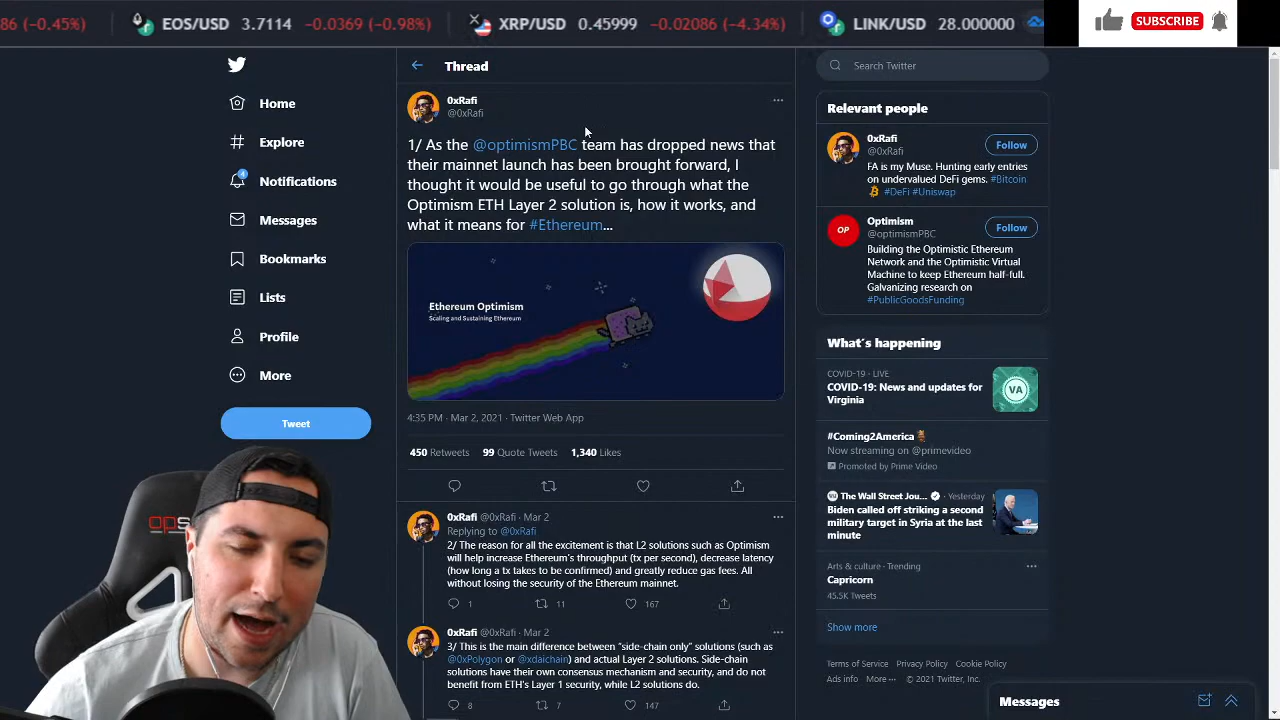 86 (−0.45%) EOS/USD 3.7114 −0.0369 (−0.98%) XRP/USD 0.45999 −0.02086 (−4.34%) LINK/USD 28.000000
SUBSCRIBE
Thread
Search Twitter
Home
Explore
4
Notifications
Messages
Bookmarks
Lists
Profile
More
Tweet
0xRafi
@0xRafi
1/ As the @optimismPBC team has dropped news that
their mainnet launch has been brought forward, I
thought it would be useful to go through what the
Optimism ETH Layer 2 solution is, how it works, and
what it means for #Ethereum...
Ethereum Optimism
Scaling and Sustaining Ethereum
4:35 PM · Mar 2, 2021 · Twitter Web App
450 Retweets 99 Quote Tweets 1,340 Likes
0xRafi @0xRafi · Mar 2
Replying to @0xRafi
2/ The reason for all the excitement is that L2 solutions such as Optimism
will help increase Ethereum's throughput (tx per second), decrease latency
(how long a tx takes to be confirmed) and greatly reduce gas fees. All
without losing the security of the Ethereum mainnet.
1 11 167
0xRafi @0xRafi · Mar 2
3/ This is the main difference between "side-chain only" solutions (such as
@0xPolygon or @xdaichain) and actual Layer 2 solutions. Side-chain
solutions have their own consensus mechanism and security, and do not
benefit from ETH's Layer 1 security, while L2 solutions do.
8 7 147
Relevant people
0xRafi
@0xRafi
Follow
FA is my Muse. Hunting early entries
on undervalued DeFi gems. #Bitcoin
#DeFi #Uniswap
OP
Optimism
@optimismPBC
Follow
Building the Optimistic Ethereum
Network and the Optimistic Virtual
Machine to keep Ethereum half-full.
Galvanizing research on
#PublicGoodsFunding
What's happening
COVID-19 · LIVE
COVID-19: News and updates for
Virginia
VA
#Coming2America
Now streaming on @primevideo
Promoted by Prime Video
The Wall Street Jou... · Yesterday
Biden called off striking a second
military target in Syria at the last
minute
Arts & culture · Trending
Capricorn
45.5K Tweets
Show more
Terms of Service Privacy Policy Cookie Policy
Ads info More ··· © 2021 Twitter, Inc.
Messages
ops